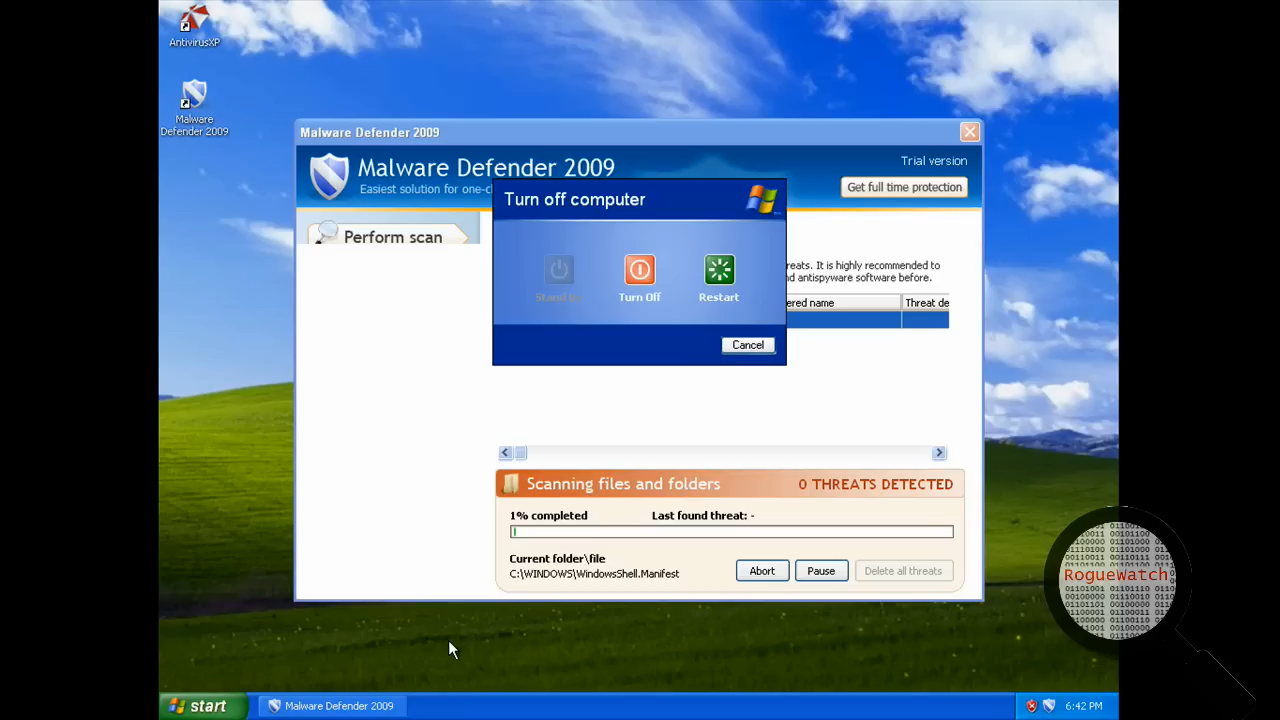 AntivirusXP
Malware
Defender 2009
Malware Defender 2009
Malware Defender 2009
Easiest solution for one-c
Trial version
Get full time protection
Perform scan
Turn off computer
Stand By
Turn Off
Restart
Cancel
reats. It is highly recommended to
and antispyware software before.
ered name
Threat de
Scanning files and folders
0 THREATS DETECTED
1% completed
Last found threat: -
Current folder\file
C:\WINDOWS\WindowsShell.Manifest
Abort
Pause
Delete all threats
RogueWatch
start
Malware Defender 2009
6:42 PM